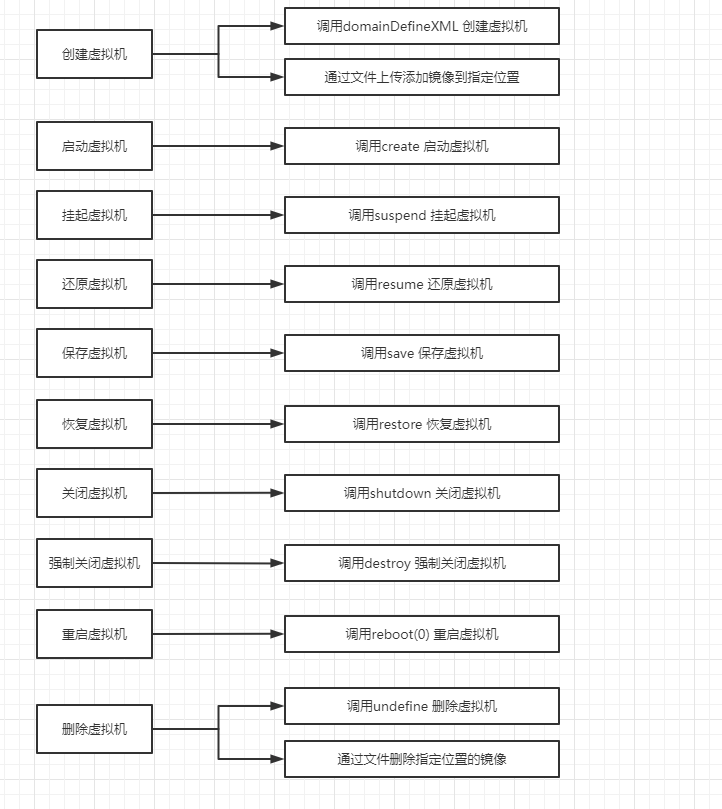 创建虚拟机
调用domainDefineXML 创建虚拟机
通过文件上传添加镜像到指定位置
启动虚拟机
调用create 启动虚拟机
挂起虚拟机
调用suspend 挂起虚拟机
还原虚拟机
调用resume 还原虚拟机
保存虚拟机
调用save 保存虚拟机
恢复虚拟机
调用restore 恢复虚拟机
关闭虚拟机
调用shutdown 关闭虚拟机
强制关闭虚拟机
调用destroy 强制关闭虚拟机
重启虚拟机
调用reboot(0) 重启虚拟机
删除虚拟机
调用undefine 删除虚拟机
通过文件删除指定位置的镜像